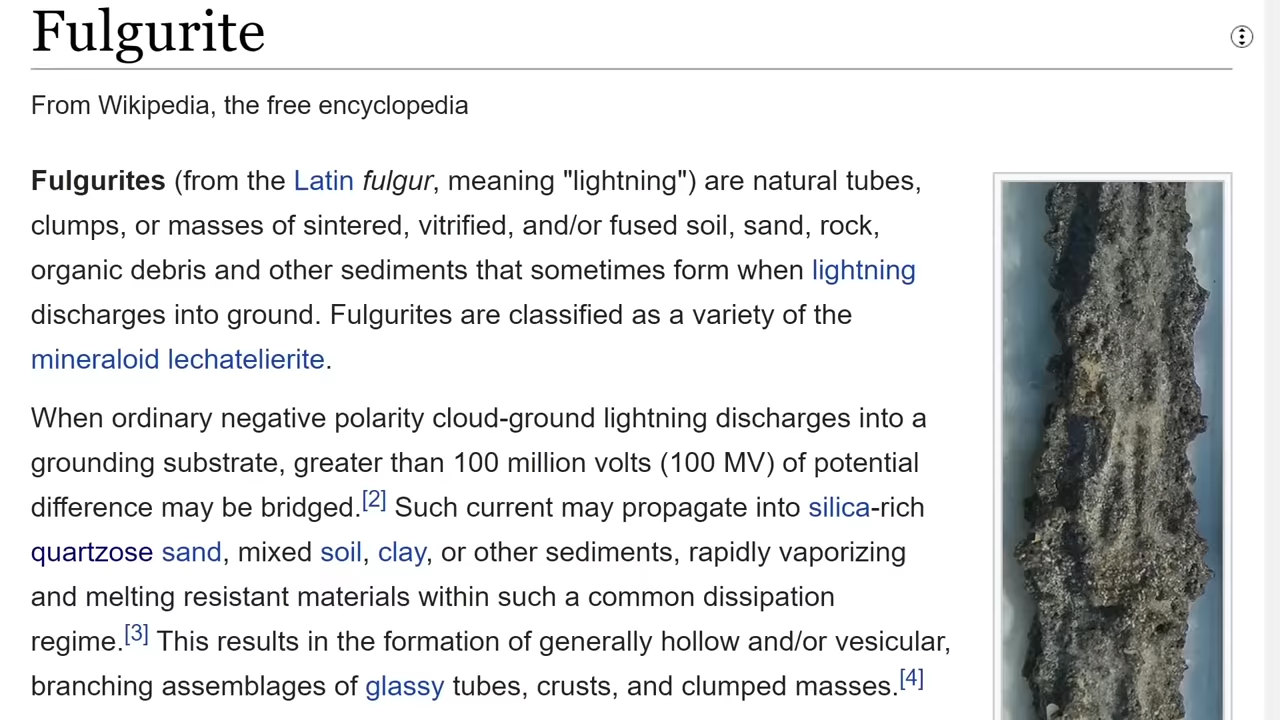 Fulgurite
From Wikipedia, the free encyclopedia
Fulgurites (from the Latin fulgur, meaning "lightning") are natural tubes,
clumps, or masses of sintered, vitrified, and/or fused soil, sand, rock,
organic debris and other sediments that sometimes form when lightning
discharges into ground. Fulgurites are classified as a variety of the
mineraloid lechatelierite.
When ordinary negative polarity cloud-ground lightning discharges into a
grounding substrate, greater than 100 million volts (100 MV) of potential
difference may be bridged.[2] Such current may propagate into silica-rich
quartzose sand, mixed soil, clay, or other sediments, rapidly vaporizing
and melting resistant materials within such a common dissipation
regime.[3] This results in the formation of generally hollow and/or vesicular,
branching assemblages of glassy tubes, crusts, and clumped masses.[4]